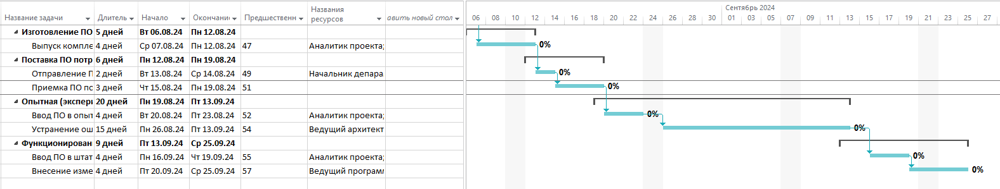 Название задачи Длитель Начало Окончание Предшественн Названия ресурсов авить новый стол
Сентябрь 2024
06 08 10 12 14 16 18 20 22 24 26 28 30 01 03 05 07 09 11 13 15 17 19 21 23 25 27
Изготовление ПО 5 дней Вт 06.08.24 Пн 12.08.24
Выпуск компле 4 дней Ср 07.08.24 Пн 12.08.24 47 Аналитик проекта; 0%
Поставка ПО потр 6 дней Пн 12.08.24 Пн 19.08.24
Отправление П 2 дней Вт 13.08.24 Ср 14.08.24 49 Начальник депара 0%
Приемка ПО пс 3 дней Чт 15.08.24 Пн 19.08.24 51 0%
Опытная (экспери 20 дней Пн 19.08.24 Пт 13.09.24
Ввод ПО в опыт 4 дней Вт 20.08.24 Пт 23.08.24 52 Аналитик проекта; 0%
Устранение ош 15 дней Пн 26.08.24 Пт 13.09.24 54 Ведущий архитект 0%
Функционирован 9 дней Пт 13.09.24 Ср 25.09.24
Ввод ПО в штат 4 дней Пн 16.09.24 Чт 19.09.24 55 Аналитик проекта; 0%
Внесение изме 4 дней Пт 20.09.24 Ср 25.09.24 57 Ведущий программ 0%